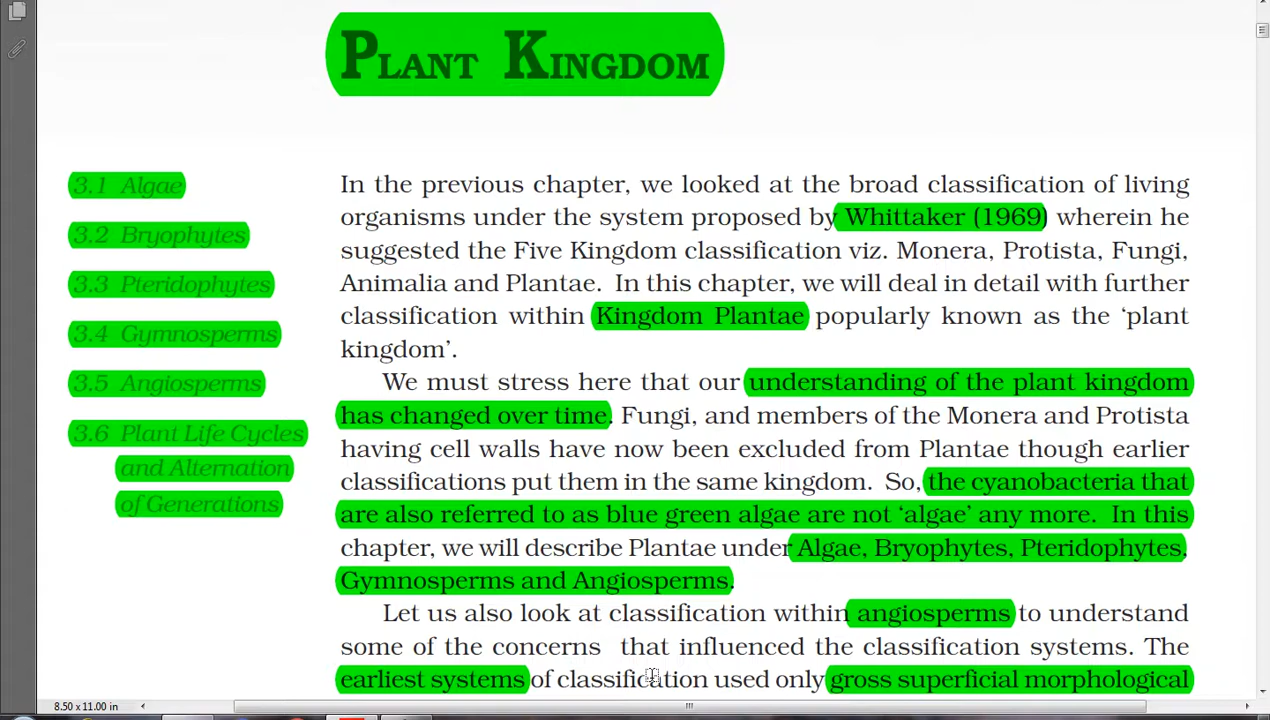 PLANT KINGDOM
3.1 Algae
3.2 Bryophytes
3.3 Pteridophytes
3.4 Gymnosperms
3.5 Angiosperms
3.6 Plant Life Cycles
and Alternation
of Generations
In the previous chapter, we looked at the broad classification of living
organisms under the system proposed by Whittaker (1969) wherein he
suggested the Five Kingdom classification viz. Monera, Protista, Fungi,
Animalia and Plantae. In this chapter, we will deal in detail with further
classification within Kingdom Plantae popularly known as the ‘plant
kingdom’.
We must stress here that our understanding of the plant kingdom
has changed over time. Fungi, and members of the Monera and Protista
having cell walls have now been excluded from Plantae though earlier
classifications put them in the same kingdom. So, the cyanobacteria that
are also referred to as blue green algae are not ‘algae’ any more. In this
chapter, we will describe Plantae under Algae, Bryophytes, Pteridophytes,
Gymnosperms and Angiosperms.
Let us also look at classification within angiosperms to understand
some of the concerns that influenced the classification systems. The
earliest systems of classification used only gross superficial morphological
8.50 x 11.00 in